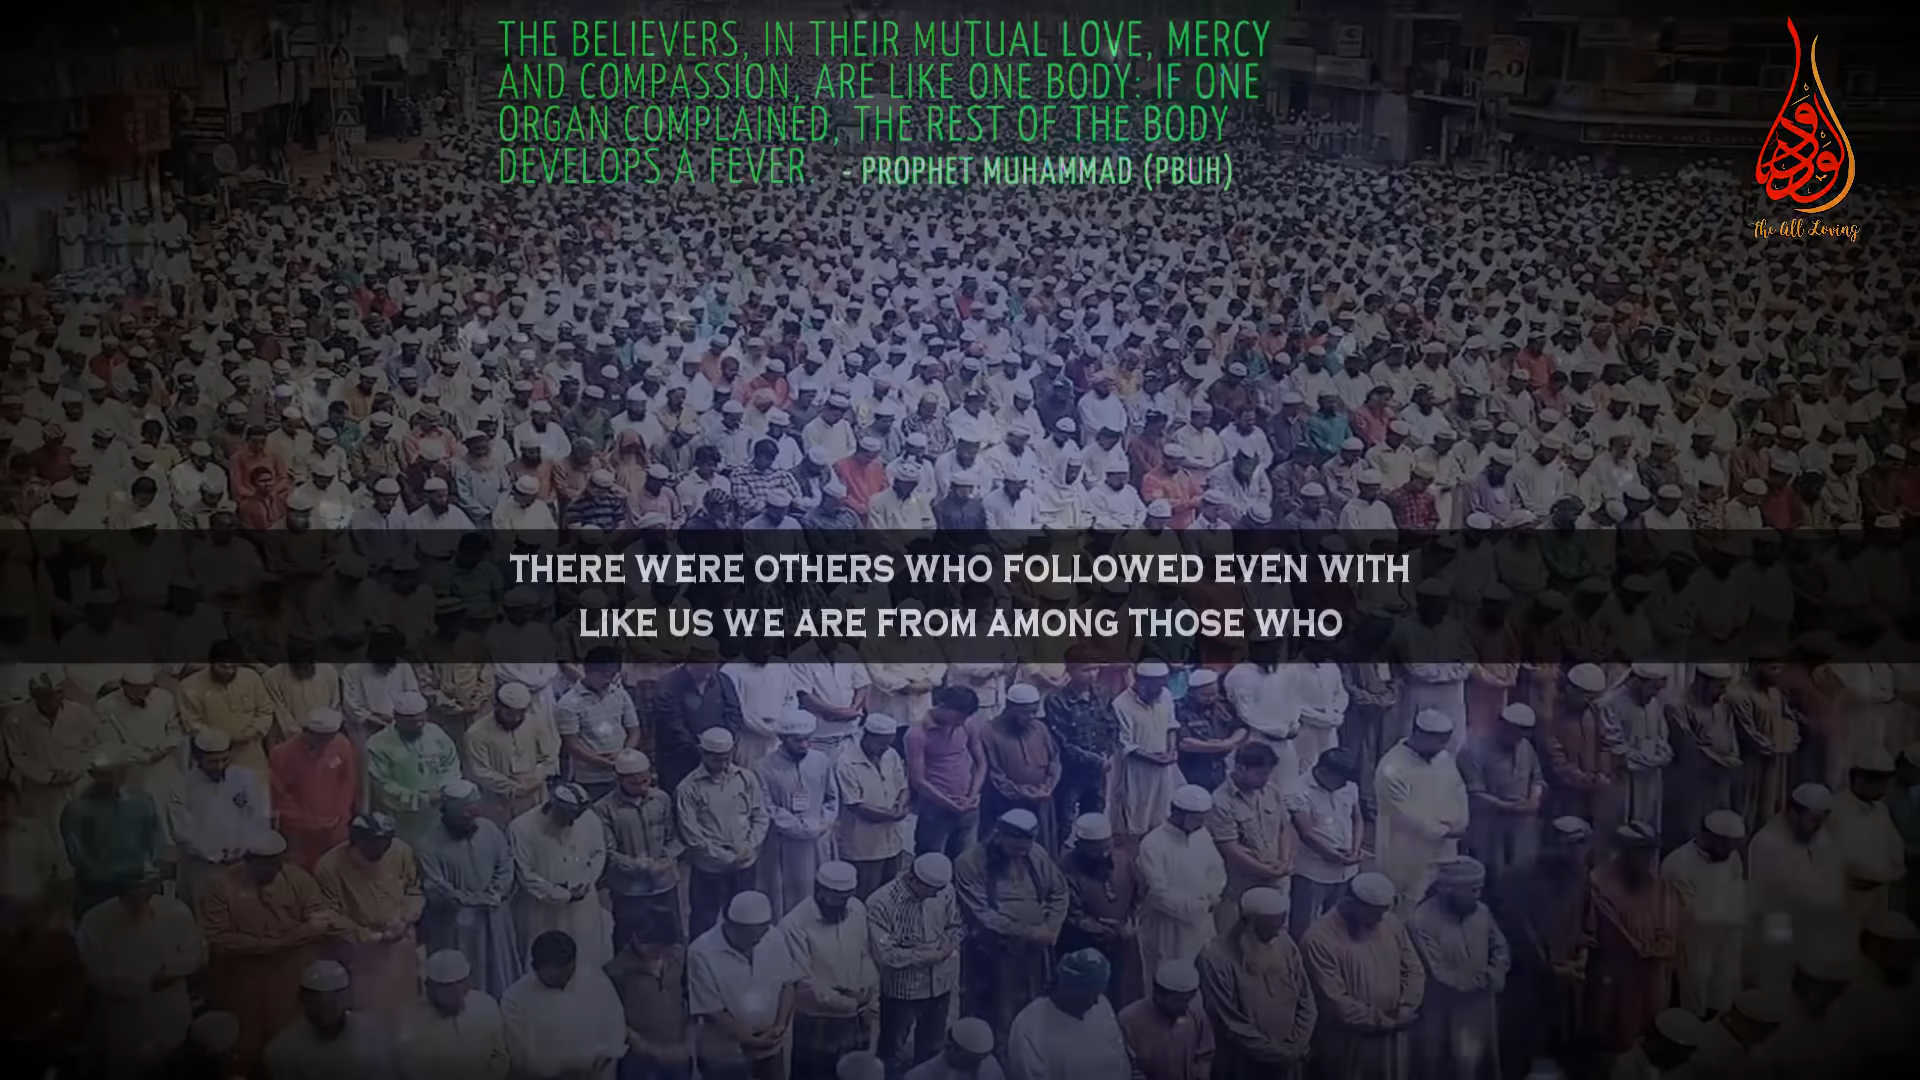 THE BELIEVERS, IN THEIR MUTUAL LOVE, MERCY
AND COMPASSION, ARE LIKE ONE BODY: IF ONE
ORGAN COMPLAINED, THE REST OF THE BODY
DEVELOPS A FEVER. - PROPHET MUHAMMAD (PBUH)
The All Loving
THERE WERE OTHERS WHO FOLLOWED EVEN WITH
LIKE US WE ARE FROM AMONG THOSE WHO